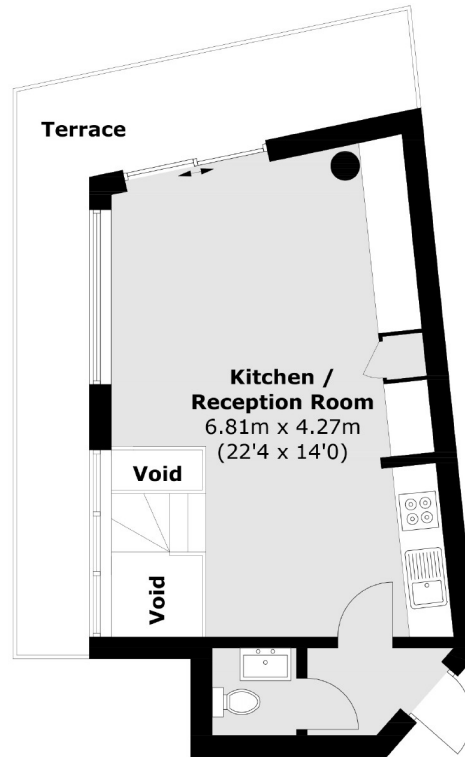 Terrace
Kitchen /
Reception Room
6.81m x 4.27m
(22'4 x 14'0)
Void
Void